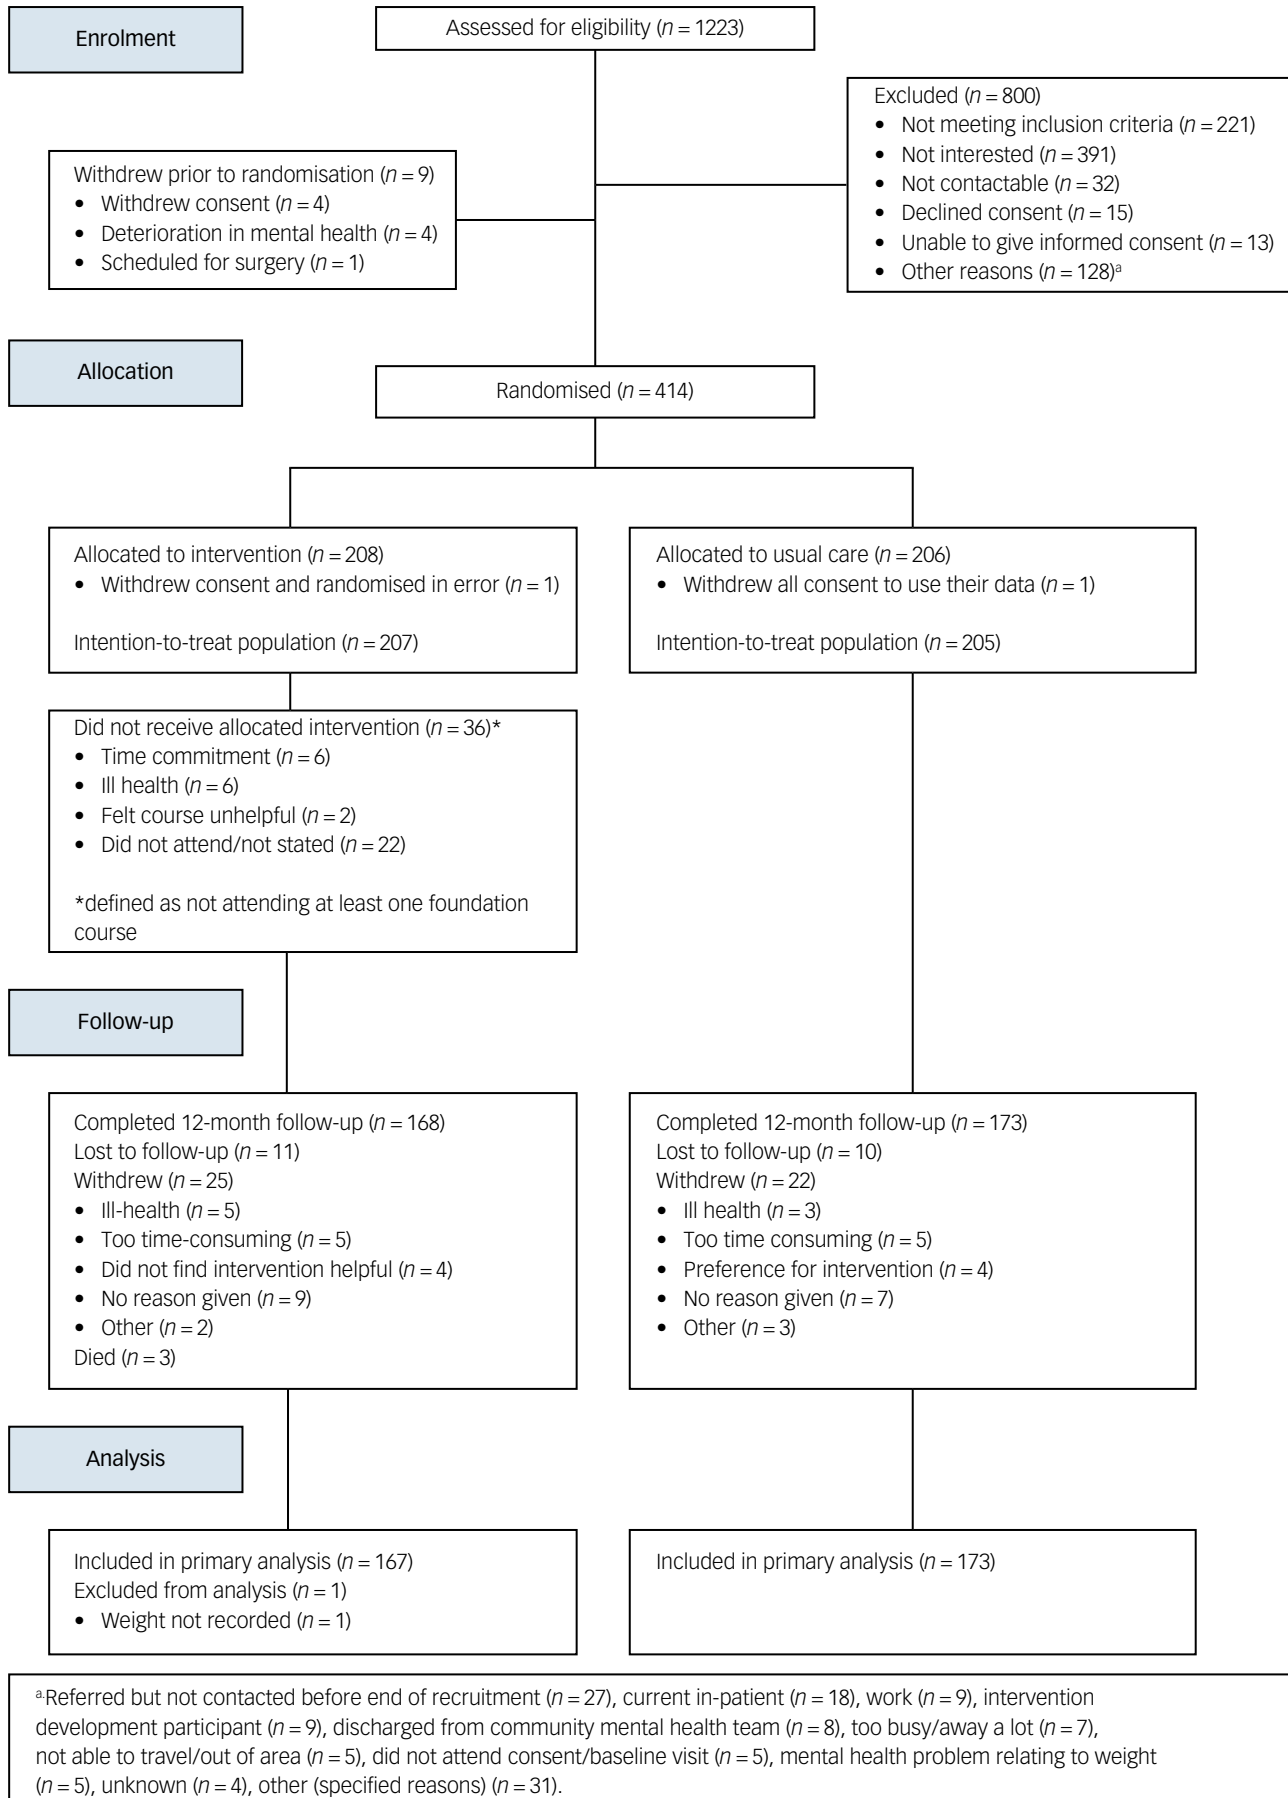 Enrolment
Assessed for eligibility (n = 1223)
Excluded (n = 800)
• Not meeting inclusion criteria (n = 221)
• Not interested (n = 391)
• Not contactable (n = 32)
• Declined consent (n = 15)
• Unable to give informed consent (n = 13)
• Other reasons (n = 128)a
Withdrew prior to randomisation (n = 9)
• Withdrew consent (n = 4)
• Deterioration in mental health (n = 4)
• Scheduled for surgery (n = 1)
Allocation
Randomised (n = 414)
Allocated to intervention (n = 208)
• Withdrew consent and randomised in error (n = 1)
Intention-to-treat population (n = 207)
Allocated to usual care (n = 206)
• Withdrew all consent to use their data (n = 1)
Intention-to-treat population (n = 205)
Did not receive allocated intervention (n = 36)*
• Time commitment (n = 6)
• Ill health (n = 6)
• Felt course unhelpful (n = 2)
• Did not attend/not stated (n = 22)
*defined as not attending at least one foundation
course
Follow-up
Completed 12-month follow-up (n = 168)
Lost to follow-up (n = 11)
Withdrew (n = 25)
• Ill-health (n = 5)
• Too time-consuming (n = 5)
• Did not find intervention helpful (n = 4)
• No reason given (n = 9)
• Other (n = 2)
Died (n = 3)
Completed 12-month follow-up (n = 173)
Lost to follow-up (n = 10)
Withdrew (n = 22)
• Ill health (n = 3)
• Too time consuming (n = 5)
• Preference for intervention (n = 4)
• No reason given (n = 7)
• Other (n = 3)
Analysis
Included in primary analysis (n = 167)
Excluded from analysis (n = 1)
• Weight not recorded (n = 1)
Included in primary analysis (n = 173)
a.Referred but not contacted before end of recruitment (n = 27), current in-patient (n = 18), work (n = 9), intervention
development participant (n = 9), discharged from community mental health team (n = 8), too busy/away a lot (n = 7),
not able to travel/out of area (n = 5), did not attend consent/baseline visit (n = 5), mental health problem relating to weight
(n = 5), unknown (n = 4), other (specified reasons) (n = 31).